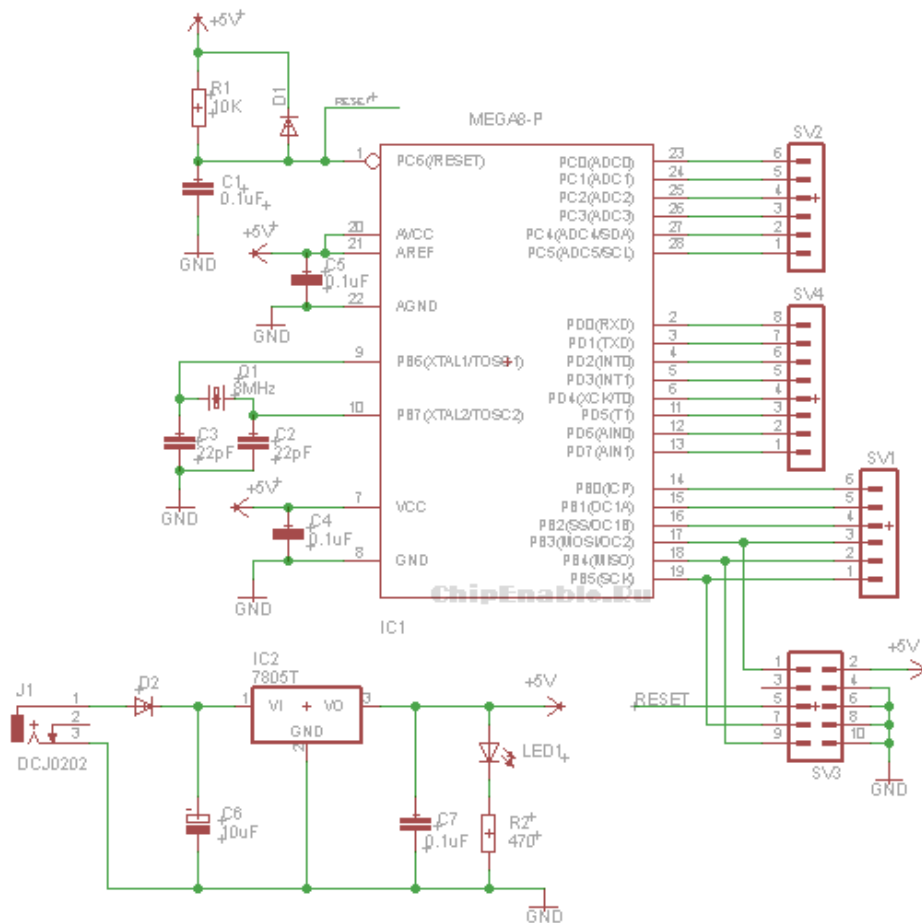 +5V
R1
10K
D1
RESET
MEGA8-P
C1
0.1uF
GND
1
PC6(/RESET)
+5V
20
AVCC
21
AREF
C5
0.1uF
22
AGND
GND
9
PB6(XTAL1/TOSC1)
Q1
8MHz
10
PB7(XTAL2/TOSC2)
C3
22pF
C2
22pF
GND
+5V
7
VCC
C4
0.1uF
8
GND
GND
PC0(ADC0) 23
PC1(ADC1) 24
PC2(ADC2) 25
PC3(ADC3) 26
PC4(ADC4/SDA) 27
PC5(ADC5/SCL) 28
SV2
6
5
4
3
2
1
PD0(RXD) 2
PD1(TXD) 3
PD2(INT0) 4
PD3(INT1) 5
PD4(XCK/T0) 6
PD5(T1) 11
PD6(AIN0) 12
PD7(AIN1) 13
SV4
8
7
6
5
4
3
2
1
PB0(ICP) 14
PB1(OC1A) 15
PB2(SS/OC1B) 16
PB3(MOSI/OC2) 17
PB4(MISO) 18
PB5(SCK) 19
SV1
6
5
4
3
2
1
ChipEnable.Ru
IC1
J1
1
2
3
DCJ0202
D2
IC2
7805T
1
VI
VO
3
GND
2
C6
10uF
C7
0.1uF
+5V
LED1
R2
470
GND
RESET
1 2
3 4
5 6
7 8
9 10
SV3
+5V
GND